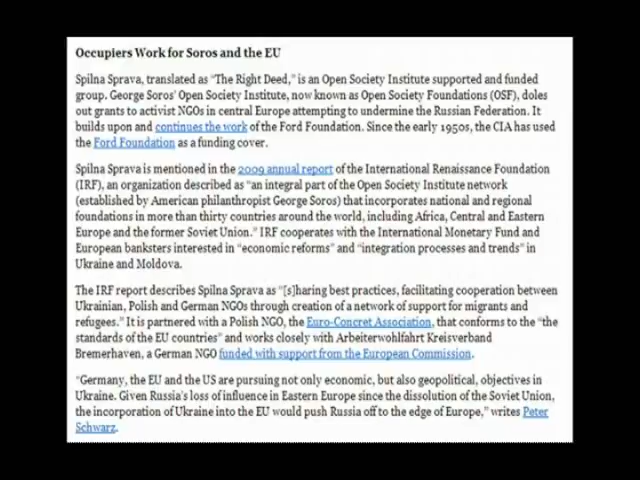 Occupiers Work for Soros and the EU
Spilna Sprava, translated as “The Right Deed,” is an Open Society Institute supported and funded
group. George Soros’ Open Society Institute, now known as Open Society Foundations (OSF), doles
out grants to activist NGOs in central Europe attempting to undermine the Russian Federation. It
builds upon and continues the work of the Ford Foundation. Since the early 1950s, the CIA has used
the Ford Foundation as a funding cover.
Spilna Sprava is mentioned in the 2009 annual report of the International Renaissance Foundation
(IRF), an organization described as “an integral part of the Open Society Institute network
(established by American philanthropist George Soros) that incorporates national and regional
foundations in more than thirty countries around the world, including Africa, Central and Eastern
Europe and the former Soviet Union.” IRF cooperates with the International Monetary Fund and
European banksters interested in “economic reforms” and “integration processes and trends” in
Ukraine and Moldova.
The IRF report describes Spilna Sprava as “[s]haring best practices, facilitating cooperation between
Ukrainian, Polish and German NGOs through creation of a network of support for migrants and
refugees.” It is partnered with a Polish NGO, the Euro-Concret Association, that conforms to the “the
standards of the EU countries” and works closely with Arbeiterwohlfahrt Kreisverband
Bremerhaven, a German NGO funded with support from the European Commission.
“Germany, the EU and the US are pursuing not only economic, but also geopolitical, objectives in
Ukraine. Given Russia’s loss of influence in Eastern Europe since the dissolution of the Soviet Union,
the incorporation of Ukraine into the EU would push Russia off to the edge of Europe,” writes Peter
Schwarz.